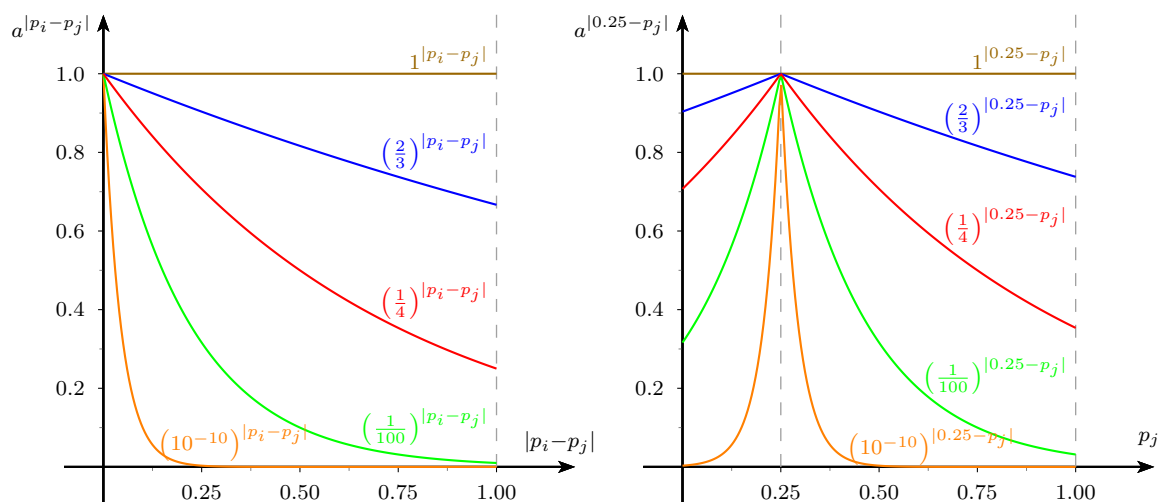 a^{|p_i−p_j|}
1^{|p_i−p_j|}
1.0
(2/3)^{|p_i−p_j|}
0.8
0.6
(1/4)^{|p_i−p_j|}
0.4
0.2
(1/100)^{|p_i−p_j|}
(10^{−10})^{|p_i−p_j|}
|p_i−p_j|
0.25 0.50 0.75 1.00
a^{|0.25−p_j|}
1^{|0.25−p_j|}
1.0
(2/3)^{|0.25−p_j|}
0.8
(1/4)^{|0.25−p_j|}
0.6
0.4
(1/100)^{|0.25−p_j|}
0.2
(10^{−10})^{|0.25−p_j|}
p_j
0.25 0.50 0.75 1.00